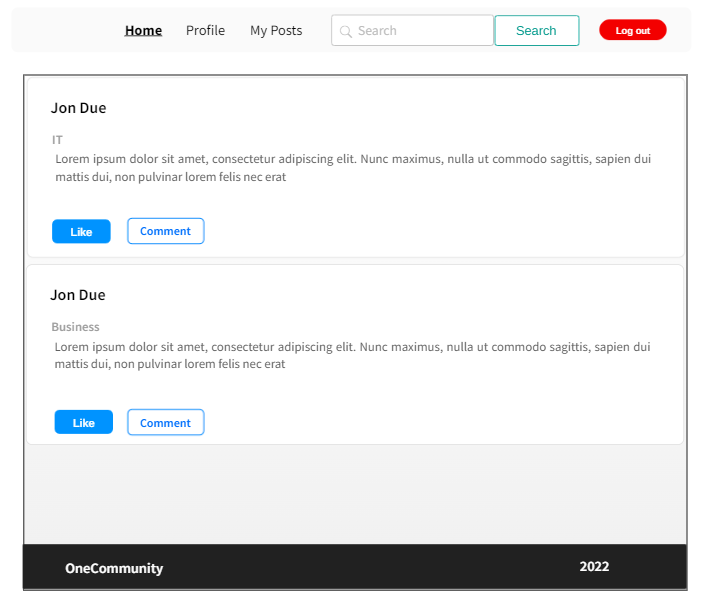 Home Profile My Posts Search Search Log out
Jon Due
IT
Lorem ipsum dolor sit amet, consectetur adipiscing elit. Nunc maximus, nulla ut commodo sagittis, sapien dui
mattis dui, non pulvinar lorem felis nec erat
Like Comment
Jon Due
Business
Lorem ipsum dolor sit amet, consectetur adipiscing elit. Nunc maximus, nulla ut commodo sagittis, sapien dui
mattis dui, non pulvinar lorem felis nec erat
Like Comment
OneCommunity 2022